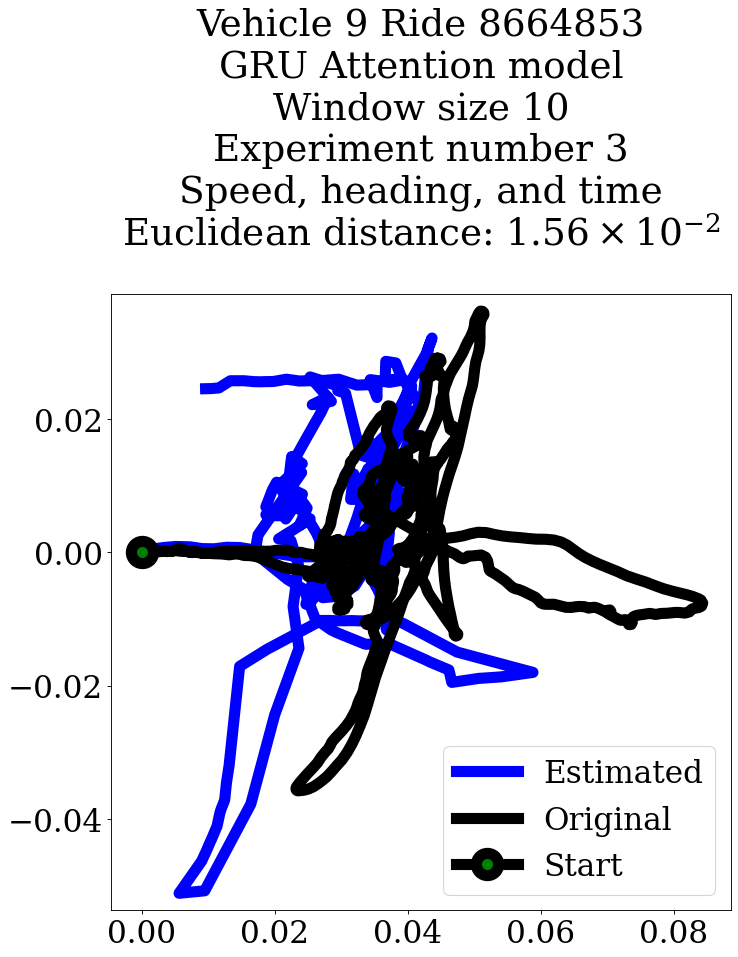 Vehicle 9 Ride 8664853
GRU Attention model
Window size 10
Experiment number 3
Speed, heading, and time
Euclidean distance: 1.56 × 10⁻²
0.02
0.00
−0.02
−0.04
Estimated
Original
Start
0.00 0.02 0.04 0.06 0.08